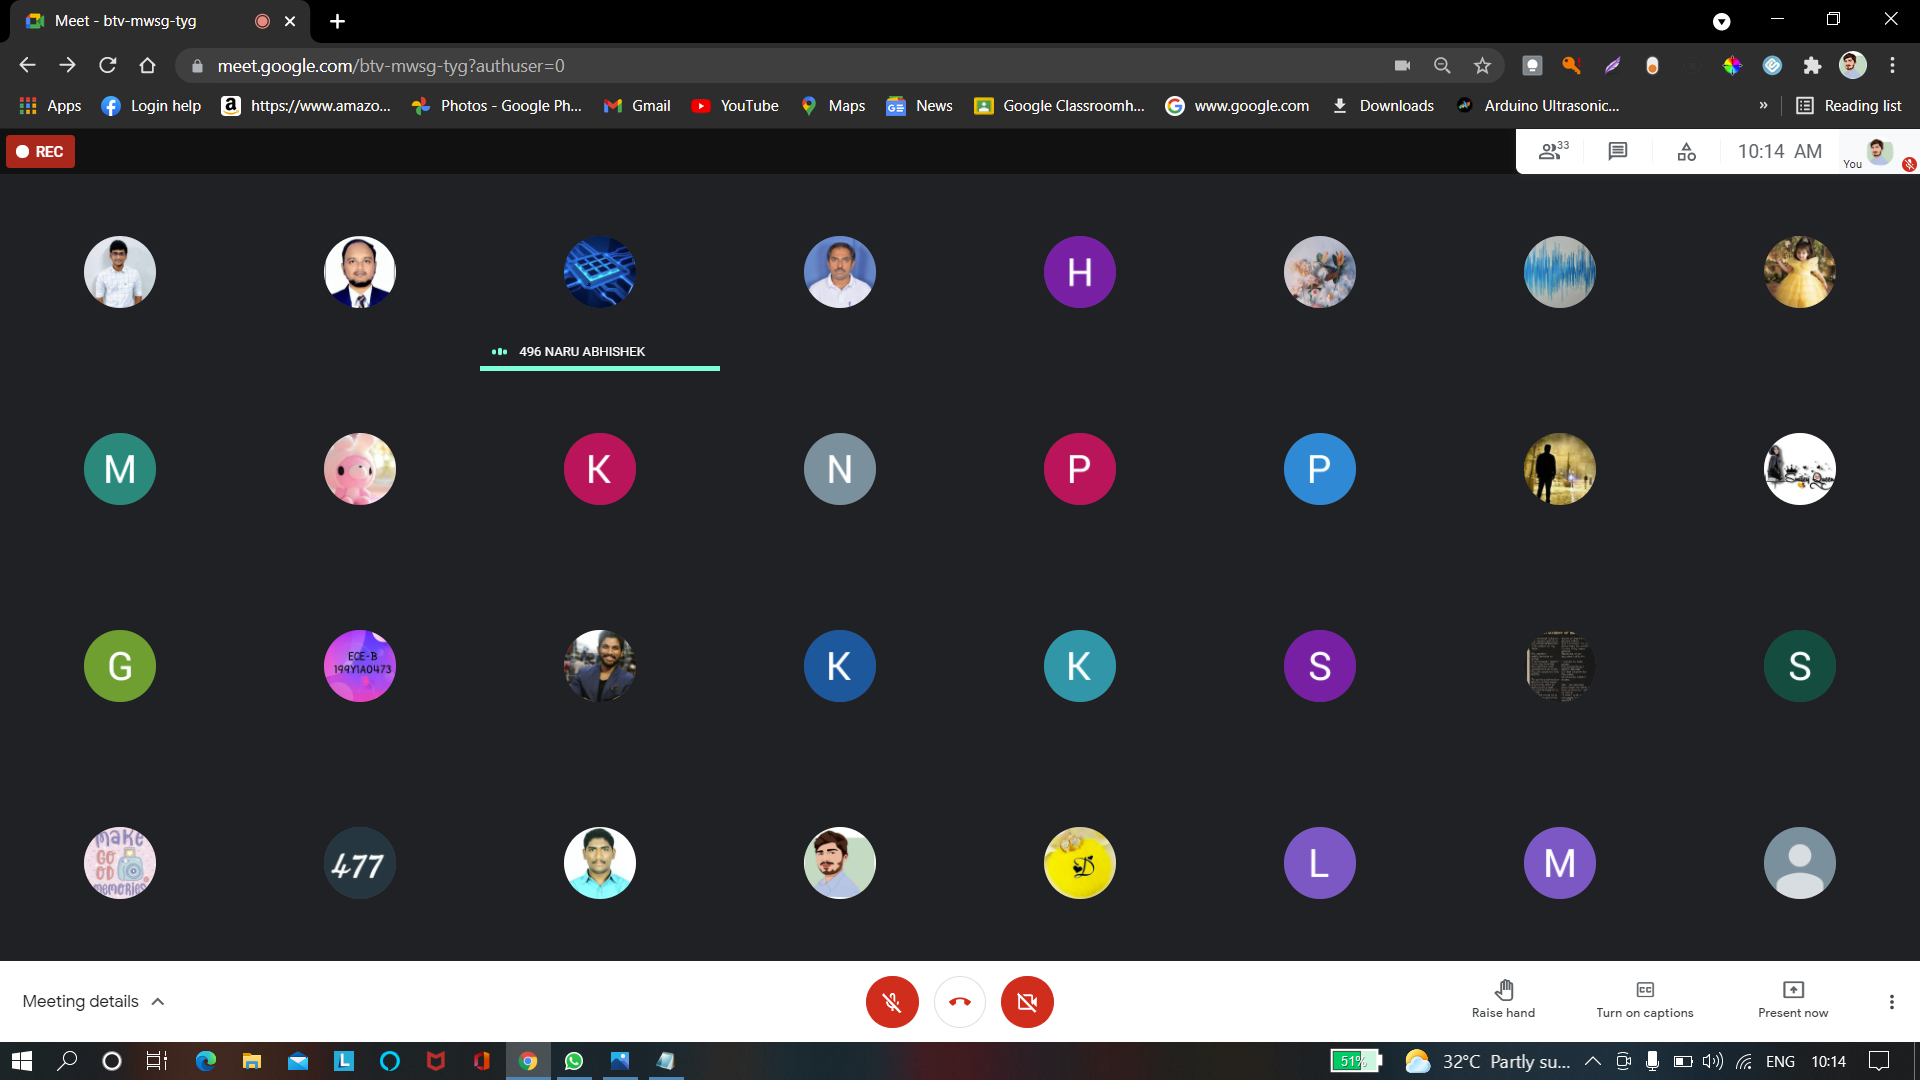 Meet - btv-mwsg-tyg
meet.google.com/btv-mwsg-tyg?authuser=0
Apps Login help https://www.amazo... Photos - Google Ph... Gmail YouTube Maps News Google Classroomh... www.google.com Downloads Arduino Ultrasonic... » Reading list
REC
33
10:14 AM
You
H
496 NARU ABHISHEK
M K N P P
Smiley Queen
G
ECE-B
199Y1A0473
K K S S
Make
GO
OD
memories
477
D
L M
Meeting details
Raise hand
CC
Turn on captions
Present now
L
51%
32°C Partly su...
ENG
10:14